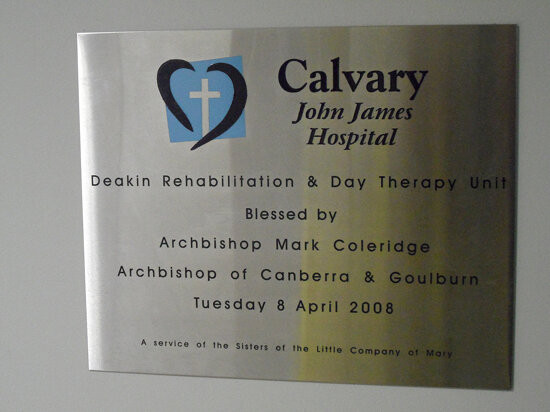 Calvary
John James
Hospital
Deakin Rehabilitation & Day Therapy Unit
Blessed by
Archbishop Mark Coleridge
Archbishop of Canberra & Goulburn
Tuesday 8 April 2008
A service of the Sisters of the Little Company of Mary